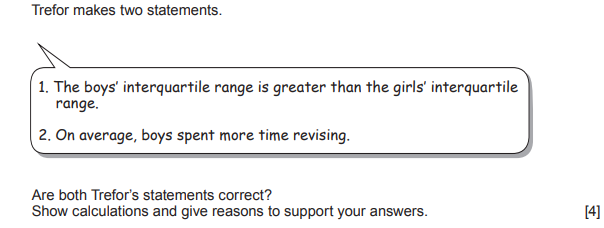 Trefor makes two statements.
1. The boys' interquartile range is greater than the girls' interquartile
range.
2. On average, boys spent more time revising.
Are both Trefor's statements correct?
Show calculations and give reasons to support your answers. [4]